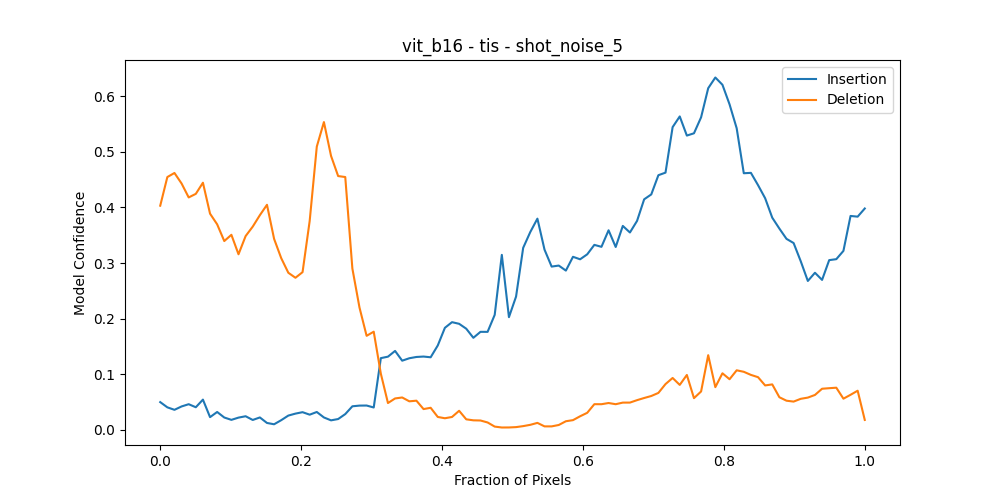 vit_b16 - tis - shot_noise_5
Insertion
Deletion
Model Confidence
0.6
0.5
0.4
0.3
0.2
0.1
0.0
0.0 0.2 0.4 0.6 0.8 1.0
Fraction of Pixels